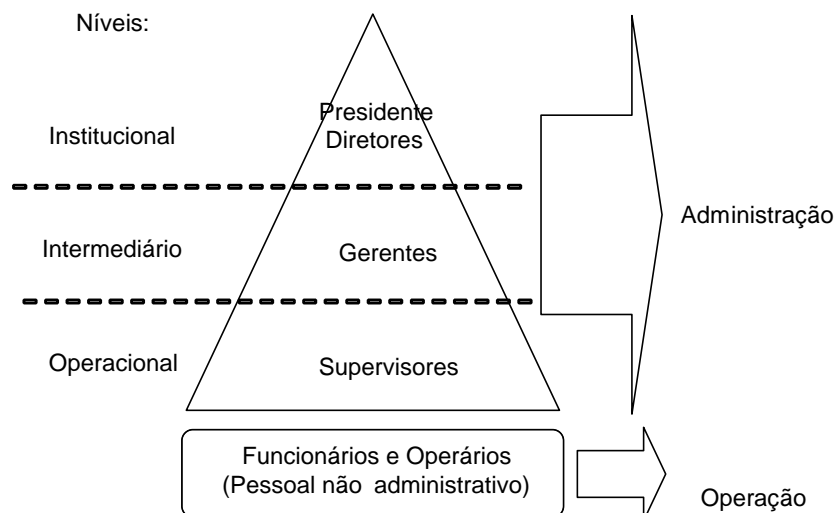 Níveis:
Presidente
Diretores
Institucional
Administração
Intermediário
Gerentes
Operacional
Supervisores
Funcionários e Operários
(Pessoal não administrativo)
Operação